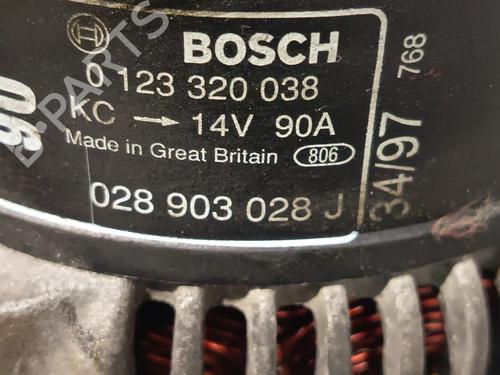 BOSCH
0 123 320 038
KC → 14V 90A
Made in Great Britain 806
028 903 028 J
34/97 768
90
B-PARTS